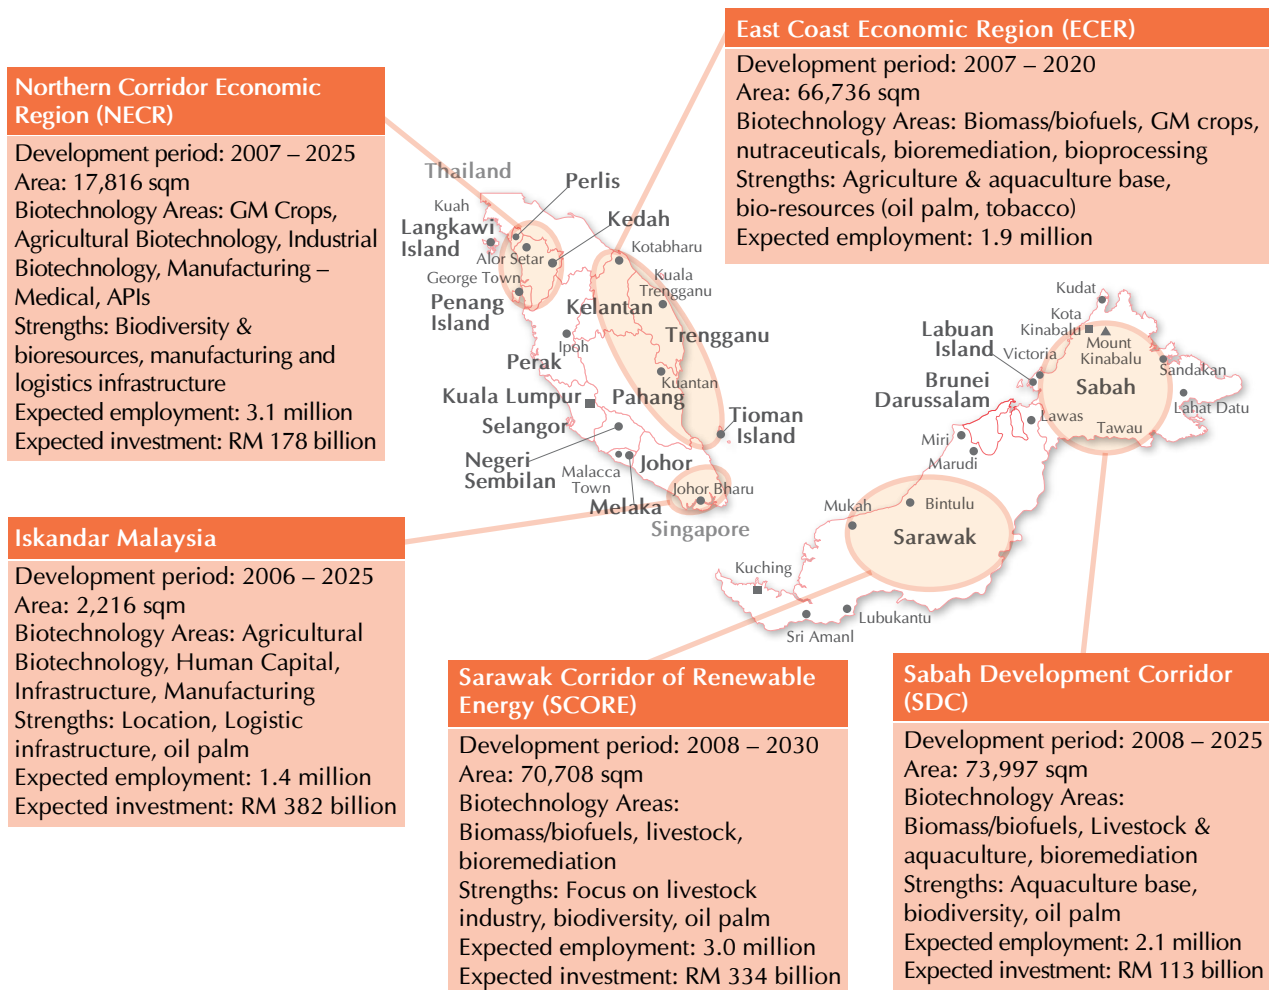 East Coast Economic Region (ECER)
Development period: 2007 – 2020
Area: 66,736 sqm
Biotechnology Areas: Biomass/biofuels, GM crops,
nutraceuticals, bioremediation, bioprocessing
Strengths: Agriculture & aquaculture base,
bio-resources (oil palm, tobacco)
Expected employment: 1.9 million
Northern Corridor Economic
Region (NECR)
Development period: 2007 – 2025
Area: 17,816 sqm
Biotechnology Areas: GM Crops,
Agricultural Biotechnology, Industrial
Biotechnology, Manufacturing –
Medical, APIs
Strengths: Biodiversity &
bioresources, manufacturing and
logistics infrastructure
Expected employment: 3.1 million
Expected investment: RM 178 billion
Thailand
Perlis
Kuah
Langkawi
Island
Kedah
Alor Setar
Kotabharu
George Town
Penang
Island
Kuala
Trengganu
Kelantan
Trengganu
Ipoh
Perak
Kuantan
Kuala Lumpur
Pahang
Selangor
Tioman
Island
Negeri
Sembilan
Johor
Malacca
Town
Melaka
Johor Bharu
Singapore
Kudat
Kota
Kinabalu
Mount
Kinabalu
Labuan
Island
Victoria
Sandakan
Brunei
Darussalam
Sabah
Lahat Datu
Lawas
Tawau
Miri
Marudi
Mukah
Bintulu
Sarawak
Kuching
Lubukantu
Sri Amanl
Iskandar Malaysia
Development period: 2006 – 2025
Area: 2,216 sqm
Biotechnology Areas: Agricultural
Biotechnology, Human Capital,
Infrastructure, Manufacturing
Strengths: Location, Logistic
infrastructure, oil palm
Expected employment: 1.4 million
Expected investment: RM 382 billion
Sarawak Corridor of Renewable
Energy (SCORE)
Development period: 2008 – 2030
Area: 70,708 sqm
Biotechnology Areas:
Biomass/biofuels, livestock,
bioremediation
Strengths: Focus on livestock
industry, biodiversity, oil palm
Expected employment: 3.0 million
Expected investment: RM 334 billion
Sabah Development Corridor
(SDC)
Development period: 2008 – 2025
Area: 73,997 sqm
Biotechnology Areas:
Biomass/biofuels, Livestock &
aquaculture, bioremediation
Strengths: Aquaculture base,
biodiversity, oil palm
Expected employment: 2.1 million
Expected investment: RM 113 billion